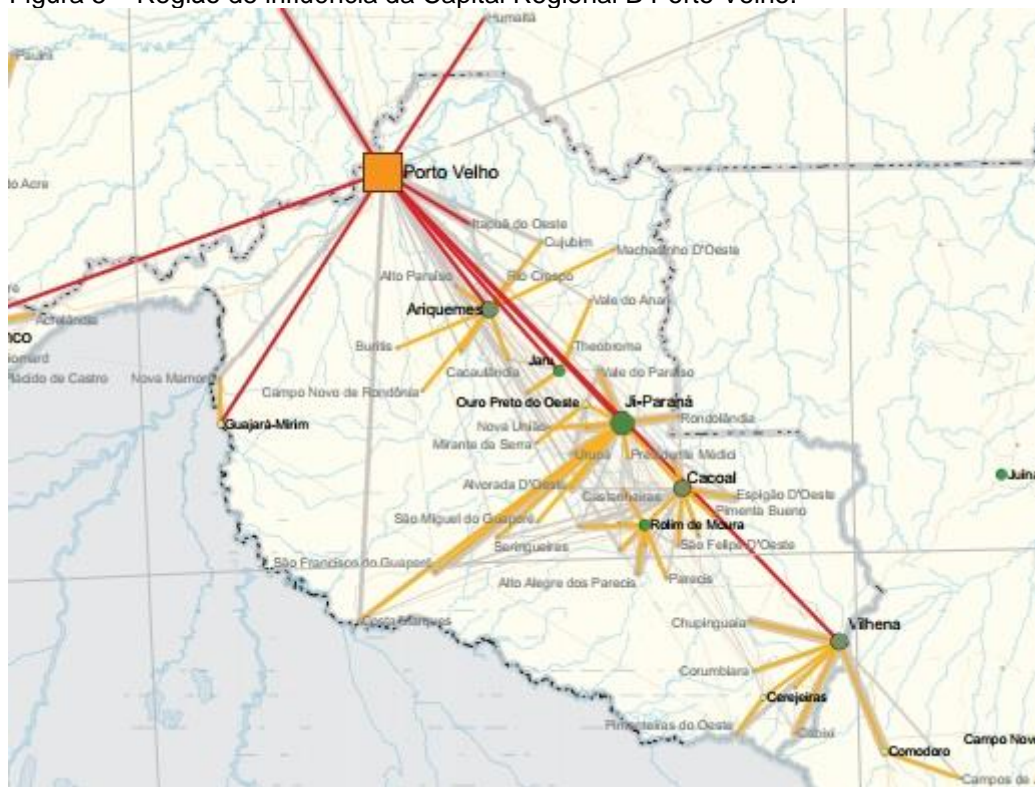 Figura 8 – Região de Influência da Capital Regional B Porto Velho.
Humaitá
Pauini
Porto Velho
do Acre
Itapuã do Oeste
Cujubim
Machadinho D'Oeste
Alto Paraíso
Rio Crespo
Vale do Anari
Ariquemes
Acrelândia
nco
Buritis
Theobroma
Jaru
Plácido de Castro
Nova Mamoré
Cacaulândia
Vale do Paraíso
Campo Novo de Rondônia
Ouro Preto do Oeste
Ji-Paraná
Guajará-Mirim
Nova União
Rondolândia
Mirante da Serra
Urupá
Presidente Médici
Cacoal
Juína
Alvorada D'Oeste
Castanheiras
Espigão D'Oeste
Pimenta Bueno
São Miguel do Guaporé
Rolim de Moura
Seringueiras
São Felipe D'Oeste
São Francisco do Guaporé
Alto Alegre dos Parecis
Parecis
Costa Marques
Chupinguaia
Vilhena
Corumbiara
Cerejeiras
Pimenteiras do Oeste
Cabixi
Comodoro
Campo Novo
Campos de